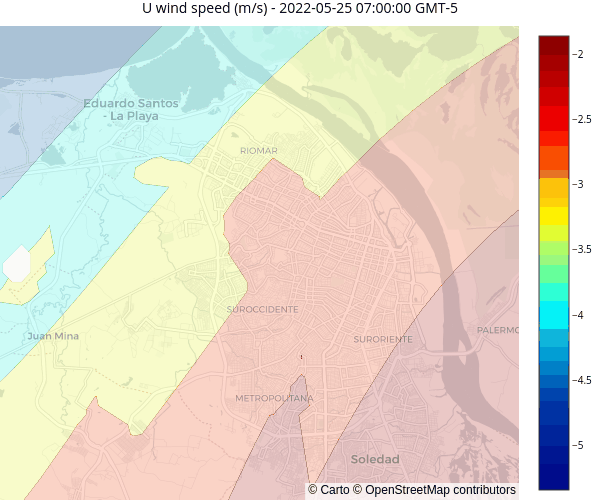 U wind speed (m/s) - 2022-05-25 07:00:00 GMT-5
−2
Eduardo Santos
- La Playa
−2.5
RIOMAR
−3
−3.5
SUROCCIDENTE
−4
Juan Mina
SURORIENTE
PALERMO
−4.5
METROPOLITANA
−5
Soledad
© Carto © OpenStreetMap contributors